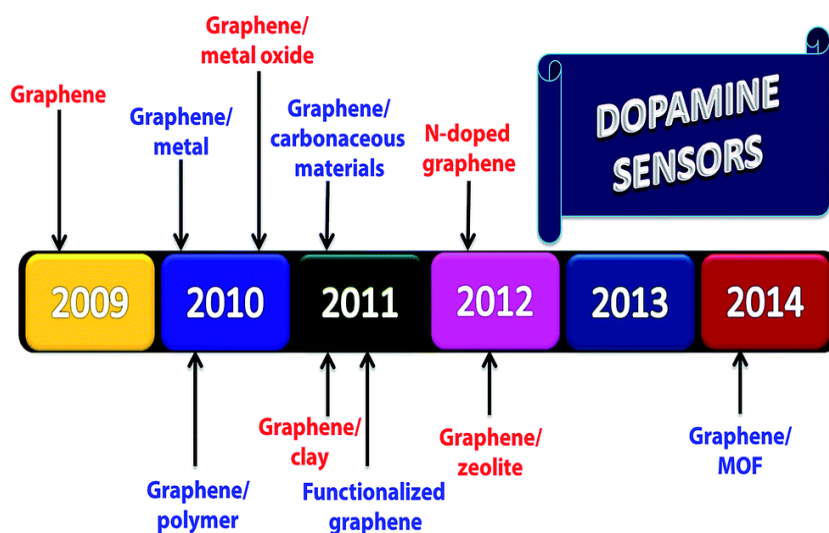 Graphene/
metal oxide
Graphene
Graphene/
metal
Graphene/
carbonaceous
materials
N-doped
graphene
DOPAMINE
SENSORS
2009
2010
2011
2012
2013
2014
Graphene/
polymer
Graphene/
clay
Functionalized
graphene
Graphene/
zeolite
Graphene/
MOF